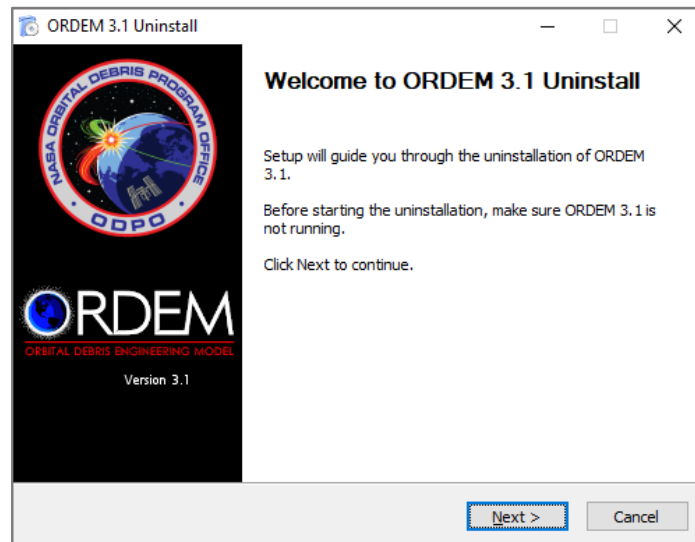 ORDEM 3.1 Uninstall
NASA ORBITAL DEBRIS PROGRAM OFFICE
· ODPO ·
ORDEM
ORBITAL DEBRIS ENGINEERING MODEL
Version 3.1
Welcome to ORDEM 3.1 Uninstall
Setup will guide you through the uninstallation of ORDEM
3.1.
Before starting the uninstallation, make sure ORDEM 3.1 is
not running.
Click Next to continue.
Next >
Cancel